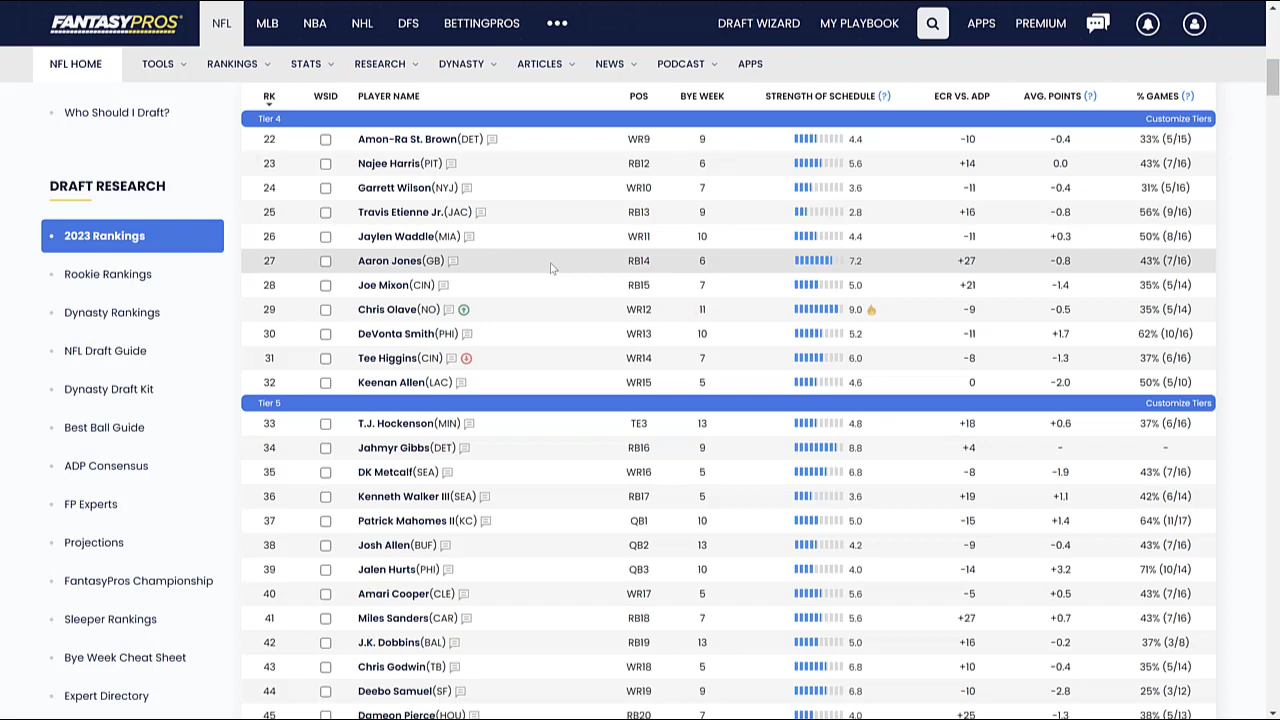 FANTASYPROS
NFL MLB NBA NHL DFS BETTINGPROS ••• DRAFT WIZARD MY PLAYBOOK APPS PREMIUM
NFL HOME TOOLS RANKINGS STATS RESEARCH DYNASTY ARTICLES NEWS PODCAST APPS
RK WSID PLAYER NAME POS BYE WEEK STRENGTH OF SCHEDULE (?) ECR VS. ADP AVG. POINTS (?) % GAMES (?)
Who Should I Draft?
DRAFT RESEARCH
2023 Rankings
Rookie Rankings
Dynasty Rankings
NFL Draft Guide
Dynasty Draft Kit
Best Ball Guide
ADP Consensus
FP Experts
Projections
FantasyPros Championship
Sleeper Rankings
Bye Week Cheat Sheet
Expert Directory
Tier 4 Customize Tiers
22 Amon-Ra St. Brown(DET) WR9 9 4.4 -10 -0.4 33% (5/15)
23 Najee Harris(PIT) RB12 6 5.6 +14 0.0 43% (7/16)
24 Garrett Wilson(NYJ) WR10 7 3.6 -11 -0.4 31% (5/16)
25 Travis Etienne Jr.(JAC) RB13 9 2.8 +16 -0.8 56% (9/16)
26 Jaylen Waddle(MIA) WR11 10 4.4 -11 +0.3 50% (8/16)
27 Aaron Jones(GB) RB14 6 7.2 +27 -0.8 43% (7/16)
28 Joe Mixon(CIN) RB15 7 5.0 +21 -1.4 35% (5/14)
29 Chris Olave(NO) WR12 11 9.0 -9 -0.5 35% (5/14)
30 DeVonta Smith(PHI) WR13 10 5.2 -11 +1.7 62% (10/16)
31 Tee Higgins(CIN) WR14 7 6.0 -8 -1.3 37% (6/16)
32 Keenan Allen(LAC) WR15 5 4.6 0 -2.0 50% (5/10)
Tier 5 Customize Tiers
33 T.J. Hockenson(MIN) TE3 13 4.8 +18 +0.6 37% (6/16)
34 Jahmyr Gibbs(DET) RB16 9 8.8 +4 - -
35 DK Metcalf(SEA) WR16 5 6.8 -8 -1.9 43% (7/16)
36 Kenneth Walker III(SEA) RB17 5 3.6 +19 +1.1 42% (6/14)
37 Patrick Mahomes II(KC) QB1 10 5.0 -15 +1.4 64% (11/17)
38 Josh Allen(BUF) QB2 13 4.2 -9 -0.4 43% (7/16)
39 Jalen Hurts(PHI) QB3 10 4.0 -14 +3.2 71% (10/14)
40 Amari Cooper(CLE) WR17 5 5.6 -5 +0.5 43% (7/16)
41 Miles Sanders(CAR) RB18 7 5.6 +27 +0.7 43% (7/16)
42 J.K. Dobbins(BAL) RB19 13 5.0 +16 -0.2 37% (3/8)
43 Chris Godwin(TB) WR18 5 6.8 +10 -0.4 35% (5/14)
44 Deebo Samuel(SF) WR19 9 6.8 -10 -2.8 25% (3/12)
45 Dameon Pierce(HOU) RB20 7 4.0 +25 -1.3 38% (5/13)